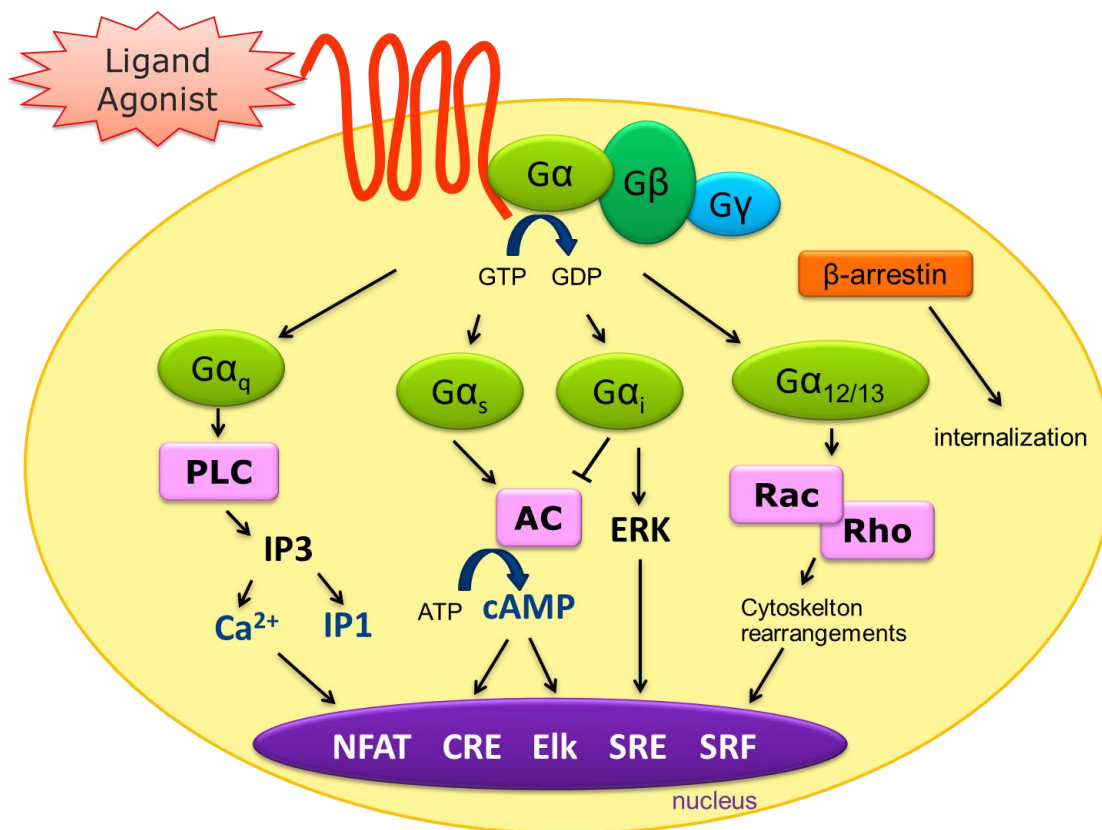 Ligand
Agonist
Gα
Gβ
Gγ
GTP GDP
β-arrestin
Gαq
Gαs
Gαi
Gα12/13
internalization
PLC
AC
ERK
Rac
Rho
IP3
Ca2+
IP1
ATP
cAMP
Cytoskelton
rearrangements
NFAT CRE Elk SRE SRF
nucleus